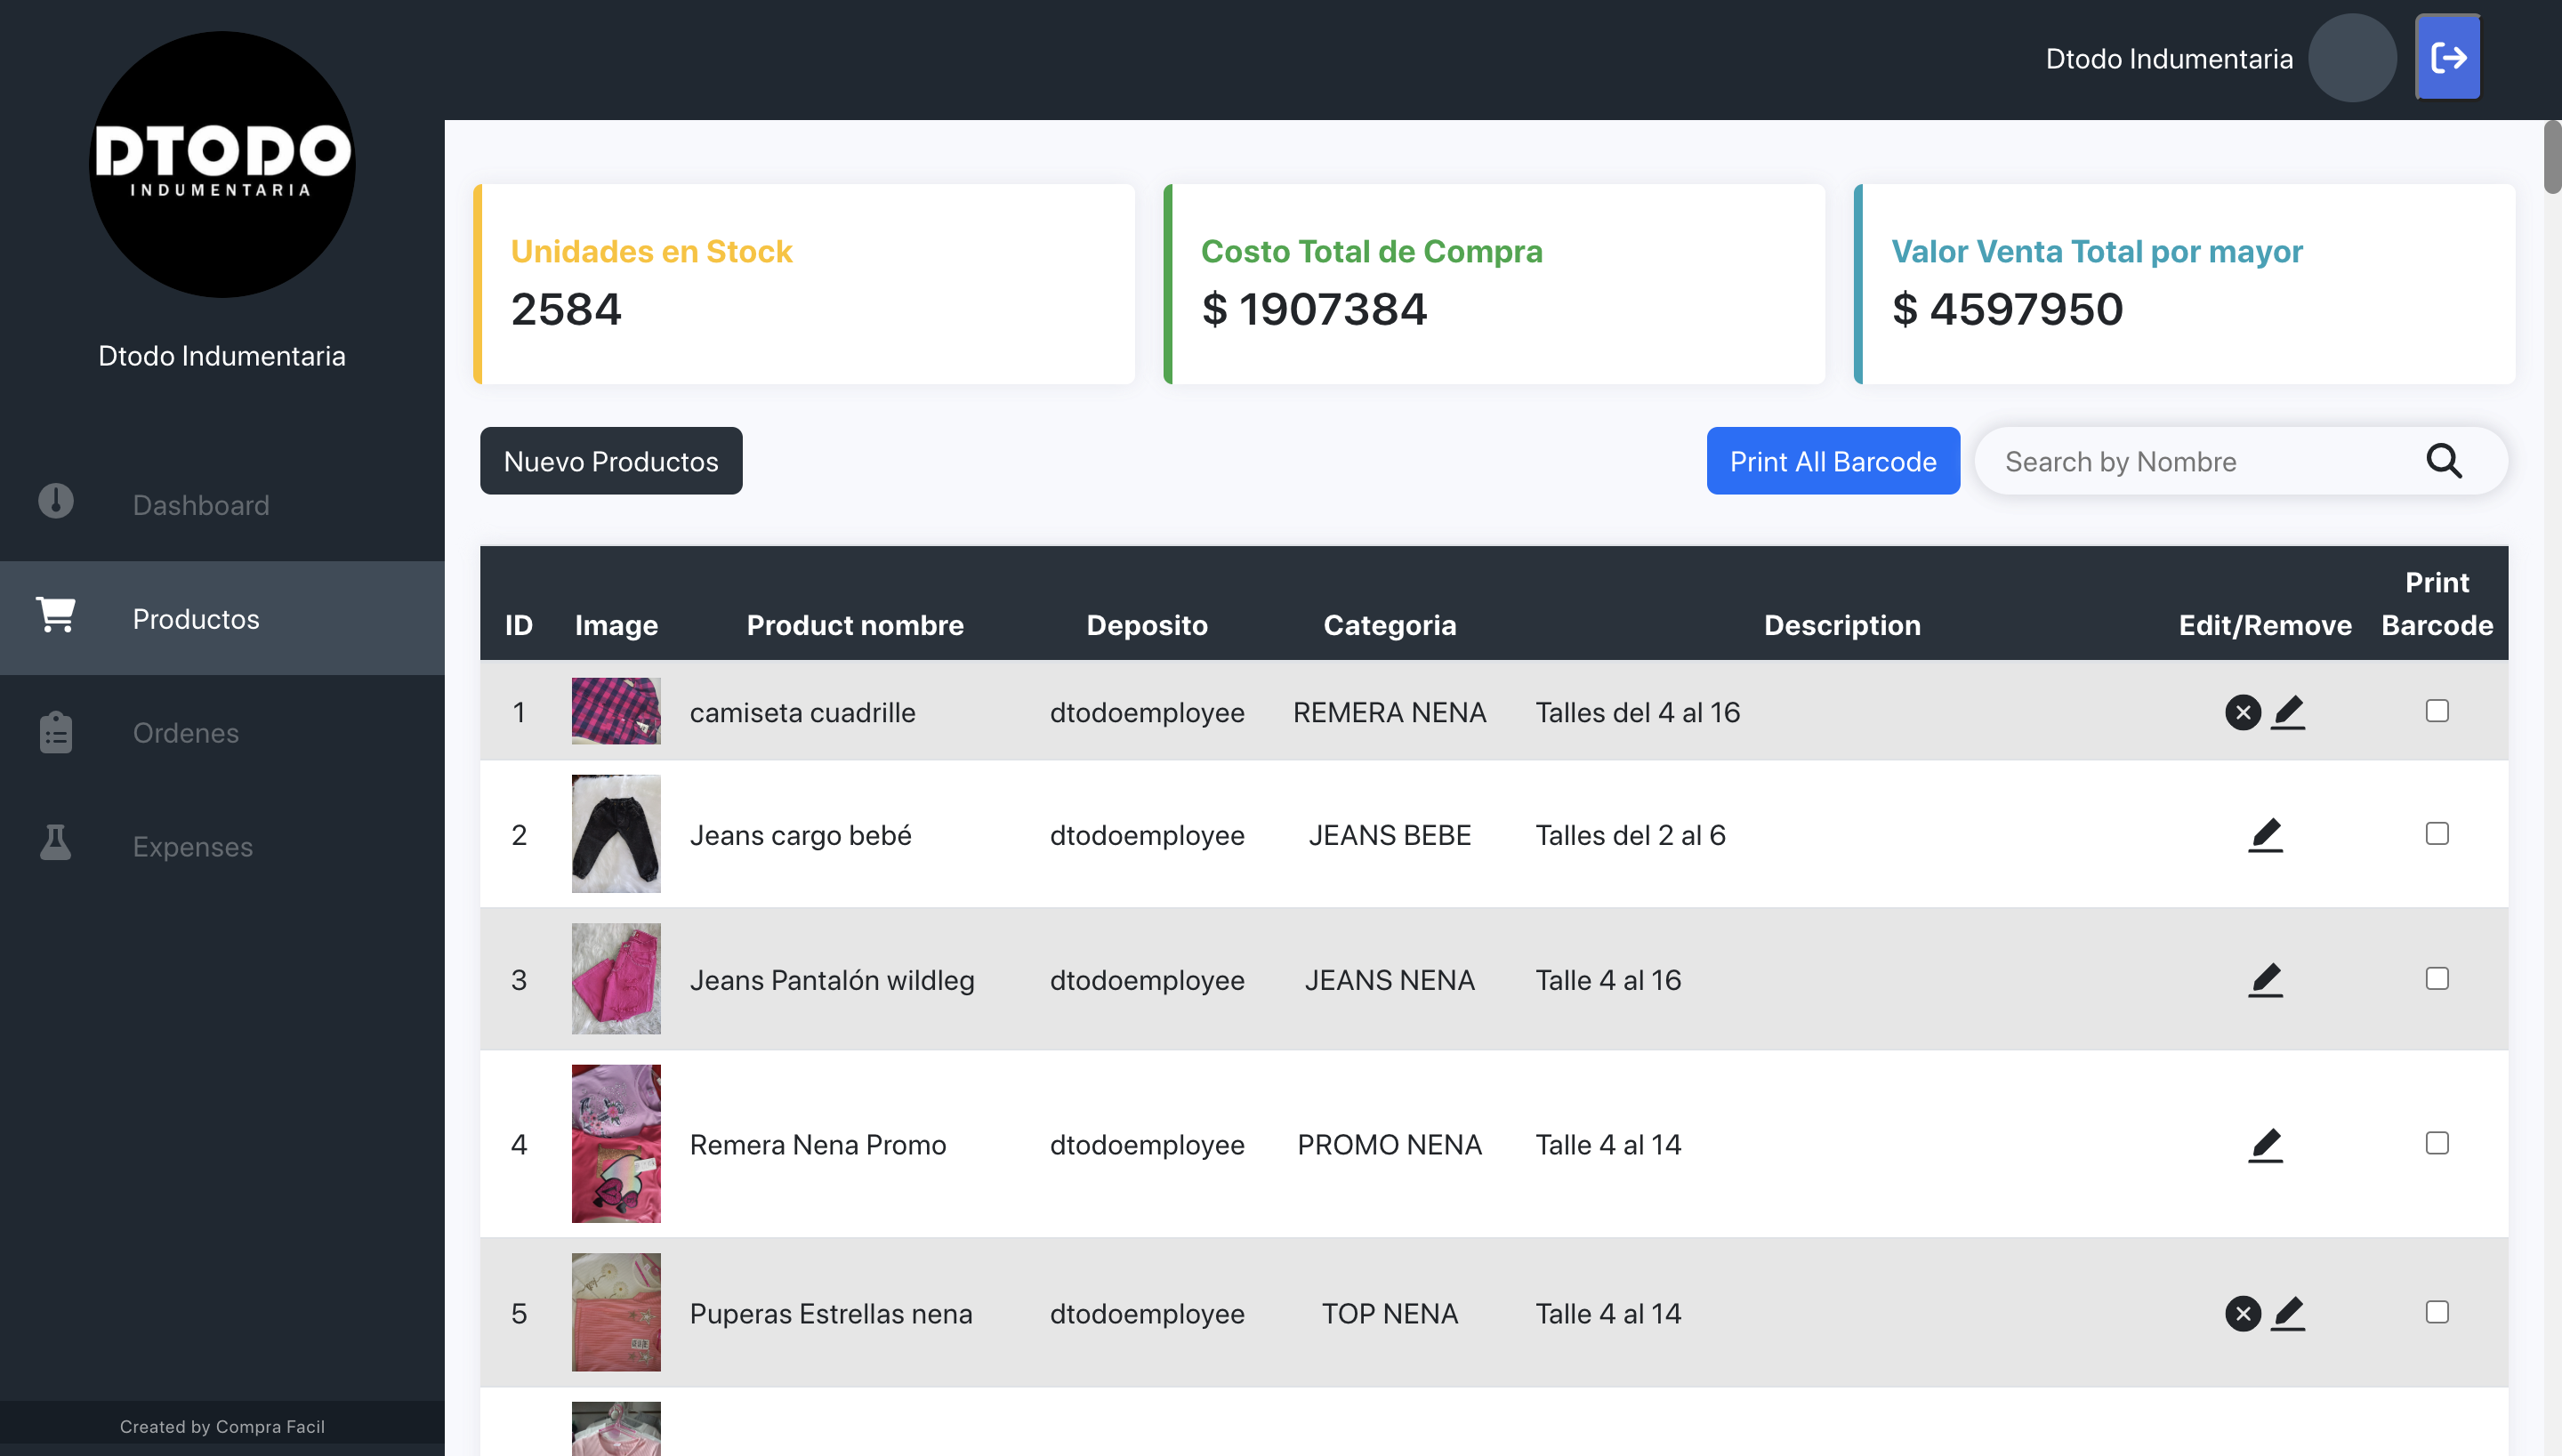 DTODO
INDUMENTARIA
Dtodo Indumentaria
Dashboard
Productos
Ordenes
Expenses
Created by Compra Facil
Dtodo Indumentaria
Unidades en Stock
2584
Costo Total de Compra
$ 1907384
Valor Venta Total por mayor
$ 4597950
Nuevo Productos
Print All Barcode
Search by Nombre
ID Image Product nombre Deposito Categoria Description Edit/Remove Print Barcode
1 camiseta cuadrille dtodoemployee REMERA NENA Talles del 4 al 16
2 Jeans cargo bebé dtodoemployee JEANS BEBE Talles del 2 al 6
3 Jeans Pantalón wildleg dtodoemployee JEANS NENA Talle 4 al 16
4 Remera Nena Promo dtodoemployee PROMO NENA Talle 4 al 14
5 Puperas Estrellas nena dtodoemployee TOP NENA Talle 4 al 14